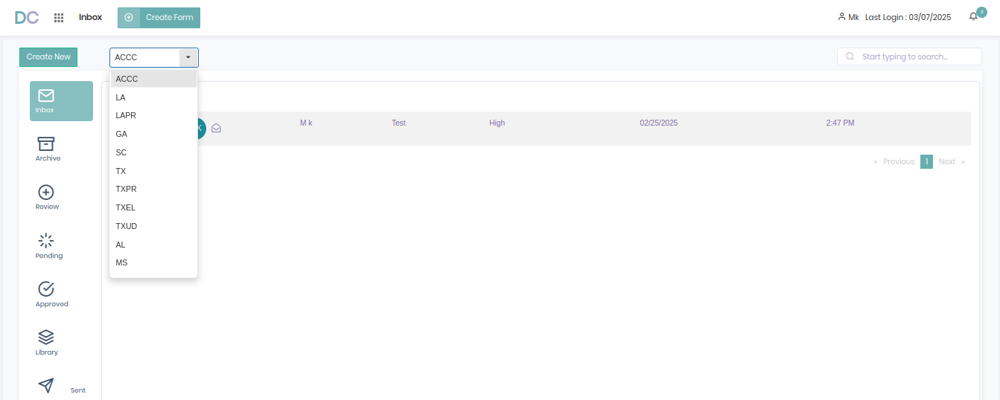 DC Inbox Create Form Mk Last Login : 03/07/2025 2
Create New ACCC Start typing to search...
ACCC
LA
LAPR
GA
SC
TX
TXPR
TXEL
TXUD
AL
MS
Inbox
Archive
Review
Pending
Approved
Library
Sent
K M k Test High 02/25/2025 2:47 PM
« Previous 1 Next »